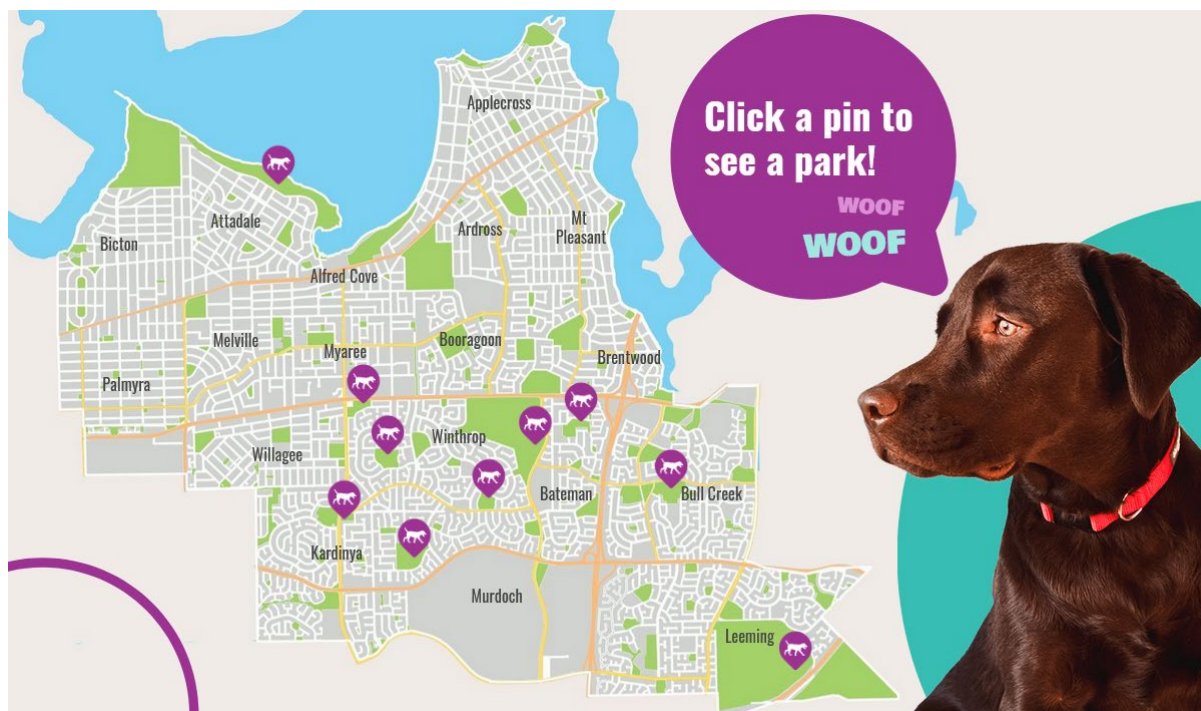 Applecross
Click a pin to
see a park!
WOOF
WOOF
Attadale
Bicton
Ardross
Mt
Pleasant
Alfred Cove
Melville
Myaree
Booragoon
Brentwood
Palmyra
Willagee
Winthrop
Bateman
Bull Creek
Kardinya
Murdoch
Leeming